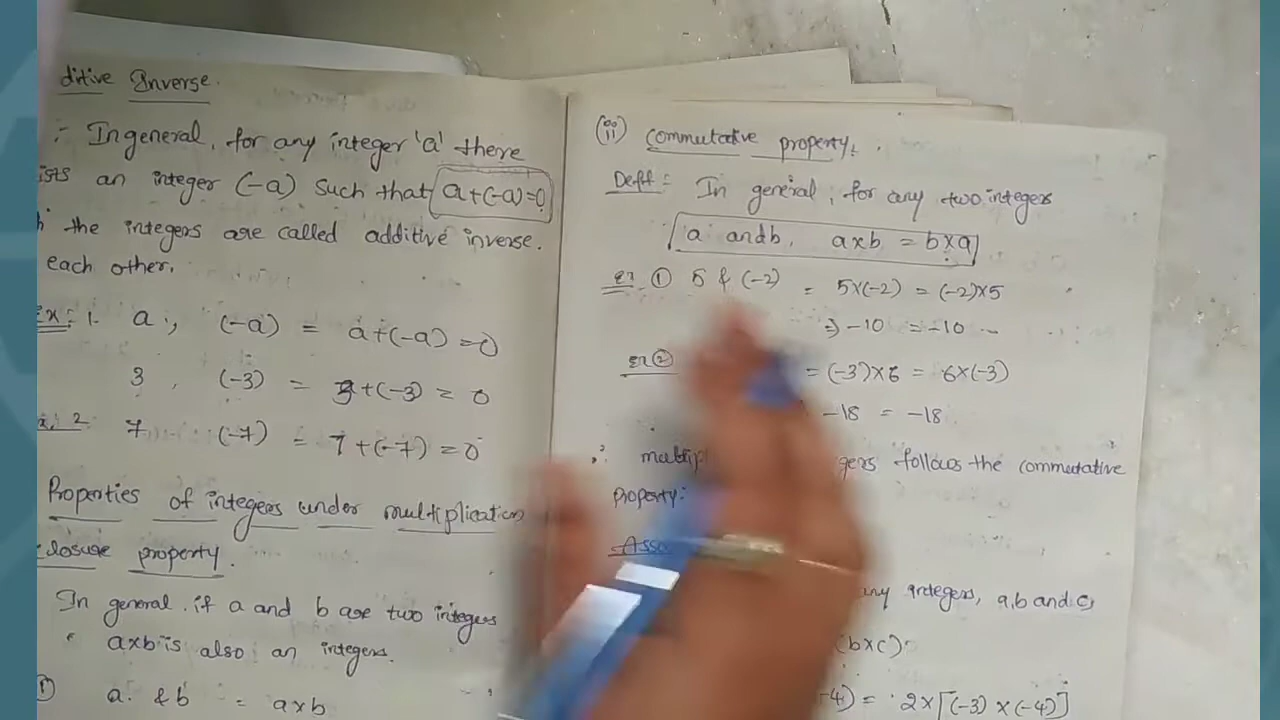 ditive Inverse.
:- In general, for any integer 'a' there
ists an integer (-a) Such that a+(-a)=0
h the integers are called additive inverse.
each other.
Ex: 1. a, (-a) = a+(-a)=0
3, (-3) = 3+(-3) = 0
2. 7 (-7) = 7+(-7)=0
Properties of integers under multiplication
losure property.
In general if a and b are two integers
axb is also an integers.
a & b = axb
(ii) Commutative property:
Deff: In general, for any two integers
a and b, axb = bxa
Ex ① 5 & (-2) = 5x(-2) = (-2)x5
⇒ -10 = -10
Ex ② = (-3)x6 = 6x(-3)
-18 = -18
∴ multip gers follows the commutative
property:
Asso
any integers, a, b and c,
(bxc)
-4) = 2x[(-3)x(-4)]